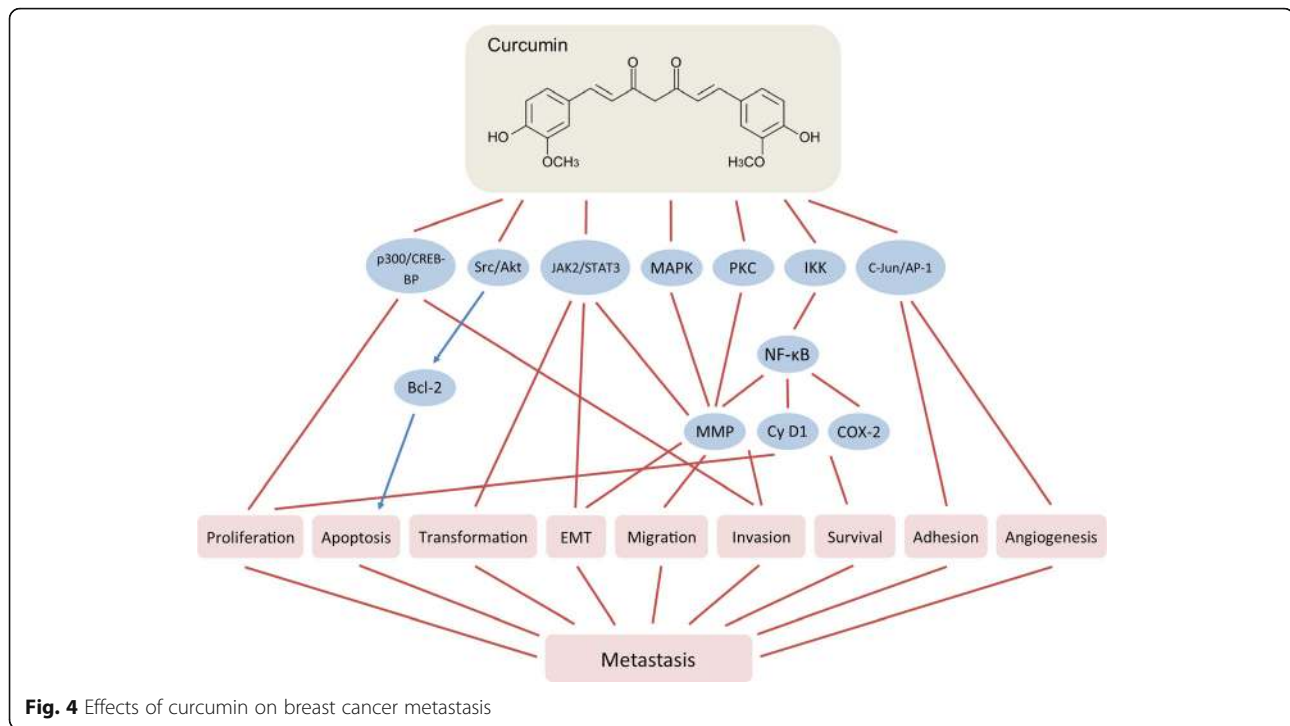 Curcumin
O O
HO OH
OCH3 H3CO
p300/CREB-
BP
Src/Akt
JAK2/STAT3
MAPK
PKC
IKK
C-Jun/AP-1
NF-κB
Bcl-2
MMP
Cy D1
COX-2
Proliferation
Apoptosis
Transformation
EMT
Migration
Invasion
Survival
Adhesion
Angiogenesis
Metastasis
Fig. 4 Effects of curcumin on breast cancer metastasis